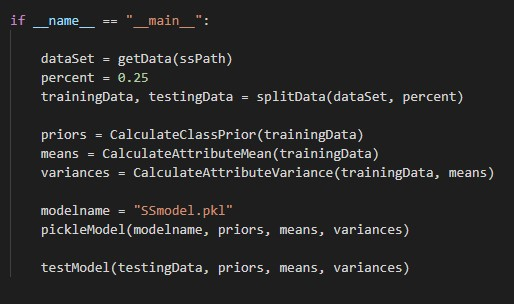 if __name__ == "__main__":
dataSet = getData(ssPath)
percent = 0.25
trainingData, testingData = splitData(dataSet, percent)
priors = CalculateClassPrior(trainingData)
means = CalculateAttributeMean(trainingData)
variances = CalculateAttributeVariance(trainingData, means)
modelname = "SSmodel.pkl"
pickleModel(modelname, priors, means, variances)
testModel(testingData, priors, means, variances)